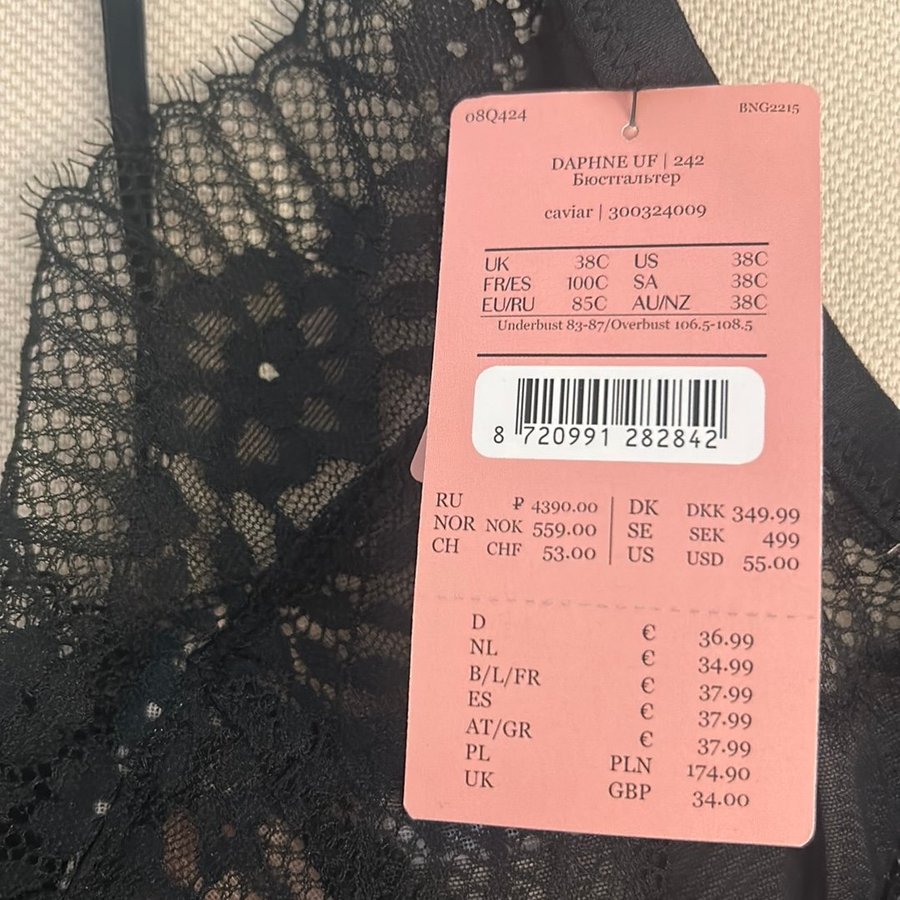 08Q424 BNG2215
DAPHNE UF | 242
Бюстгальтер
caviar | 300324009
UK 38C US 38C
FR/ES 100C SA 38C
EU/RU 85C AU/NZ 38C
Underbust 83-87/Overbust 106.5-108.5
8 720991 282842
RU ₽ 4390.00 DK DKK 349.99
NOR NOK 559.00 SE SEK 499
CH CHF 53.00 US USD 55.00
D € 36.99
NL € 34.99
B/L/FR € 37.99
ES € 37.99
AT/GR € 37.99
PL PLN 174.90
UK GBP 34.00